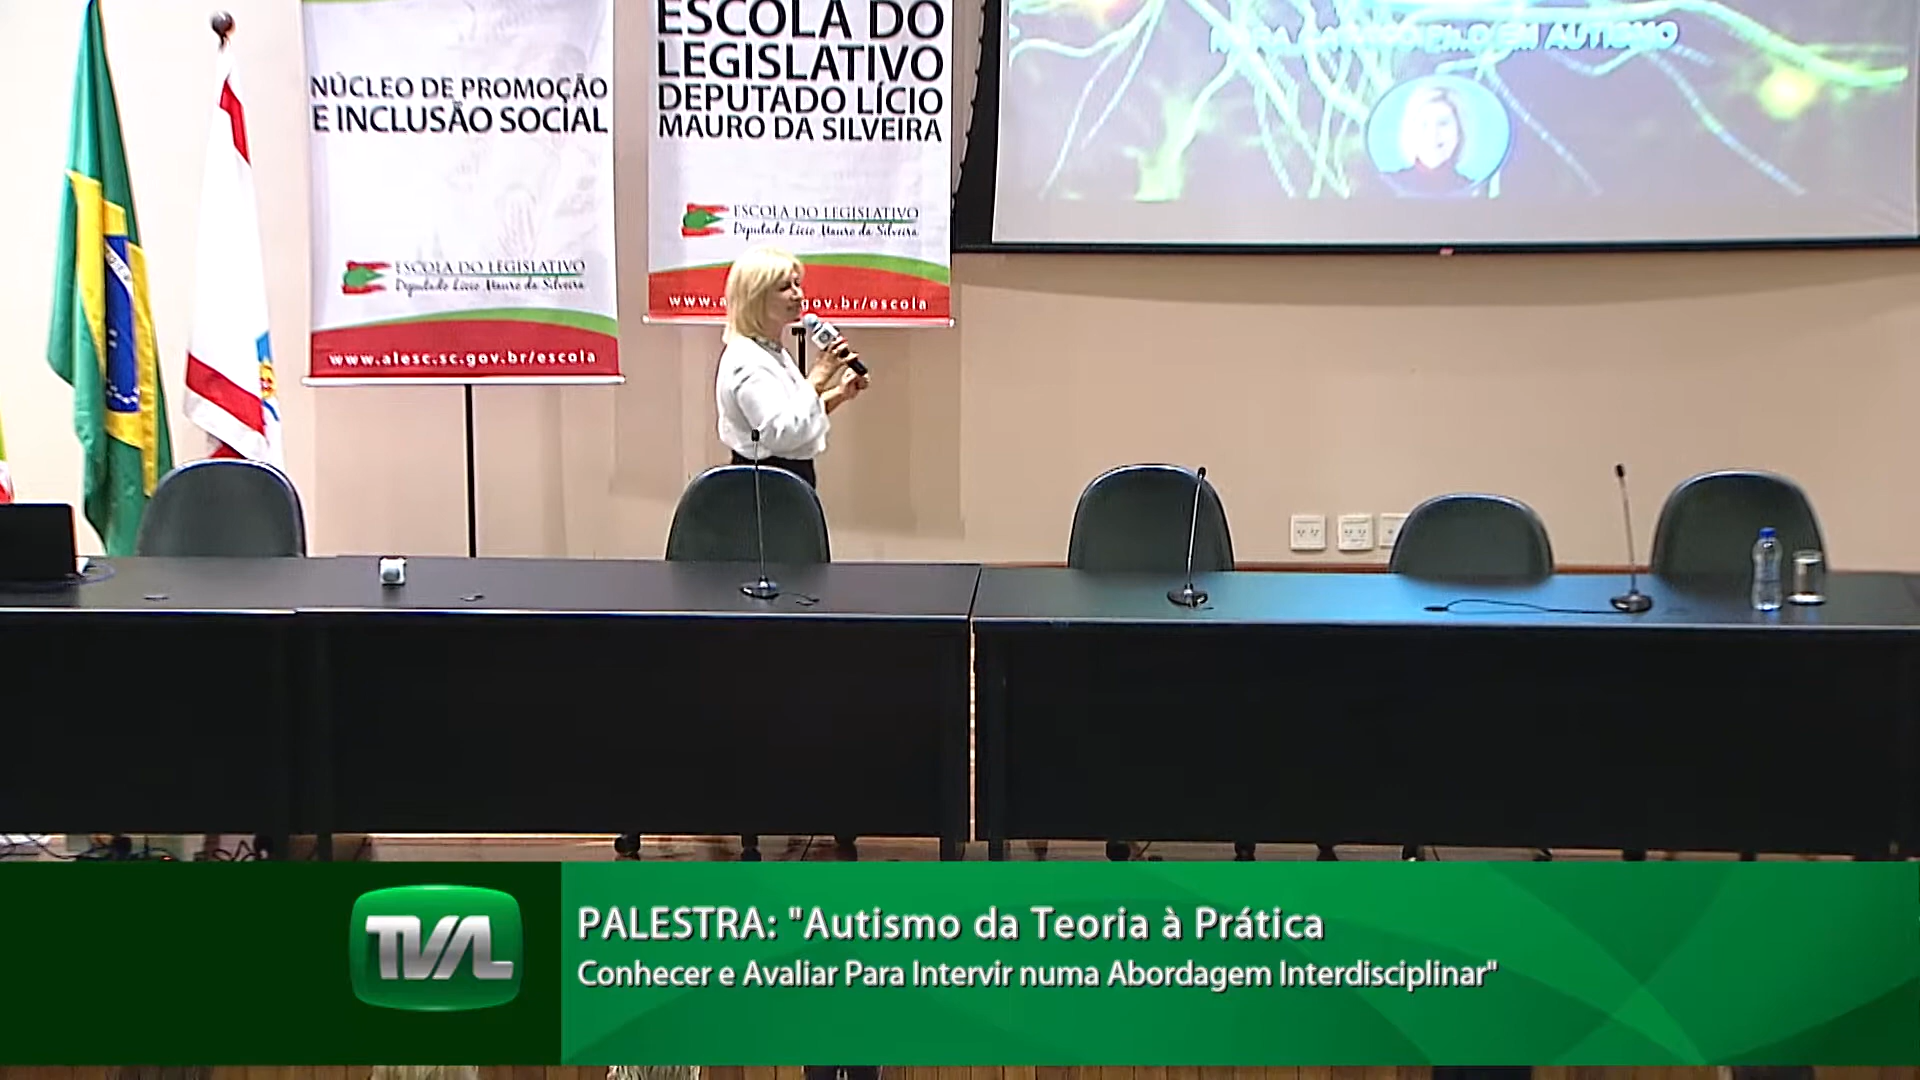 NÚCLEO DE PROMOÇÃO
E INCLUSÃO SOCIAL
ESCOLA DO LEGISLATIVO
Deputado Lício Mauro da Silveira
www.alesc.sc.gov.br/escola
ESCOLA DO
LEGISLATIVO
DEPUTADO LÍCIO
MAURO DA SILVEIRA
ESCOLA DO LEGISLATIVO
Deputado Lício Mauro da Silveira
www.a gov.br/escola
EM AUTISMO
TVAL
PALESTRA: "Autismo da Teoria à Prática
Conhecer e Avaliar Para Intervir numa Abordagem Interdisciplinar"